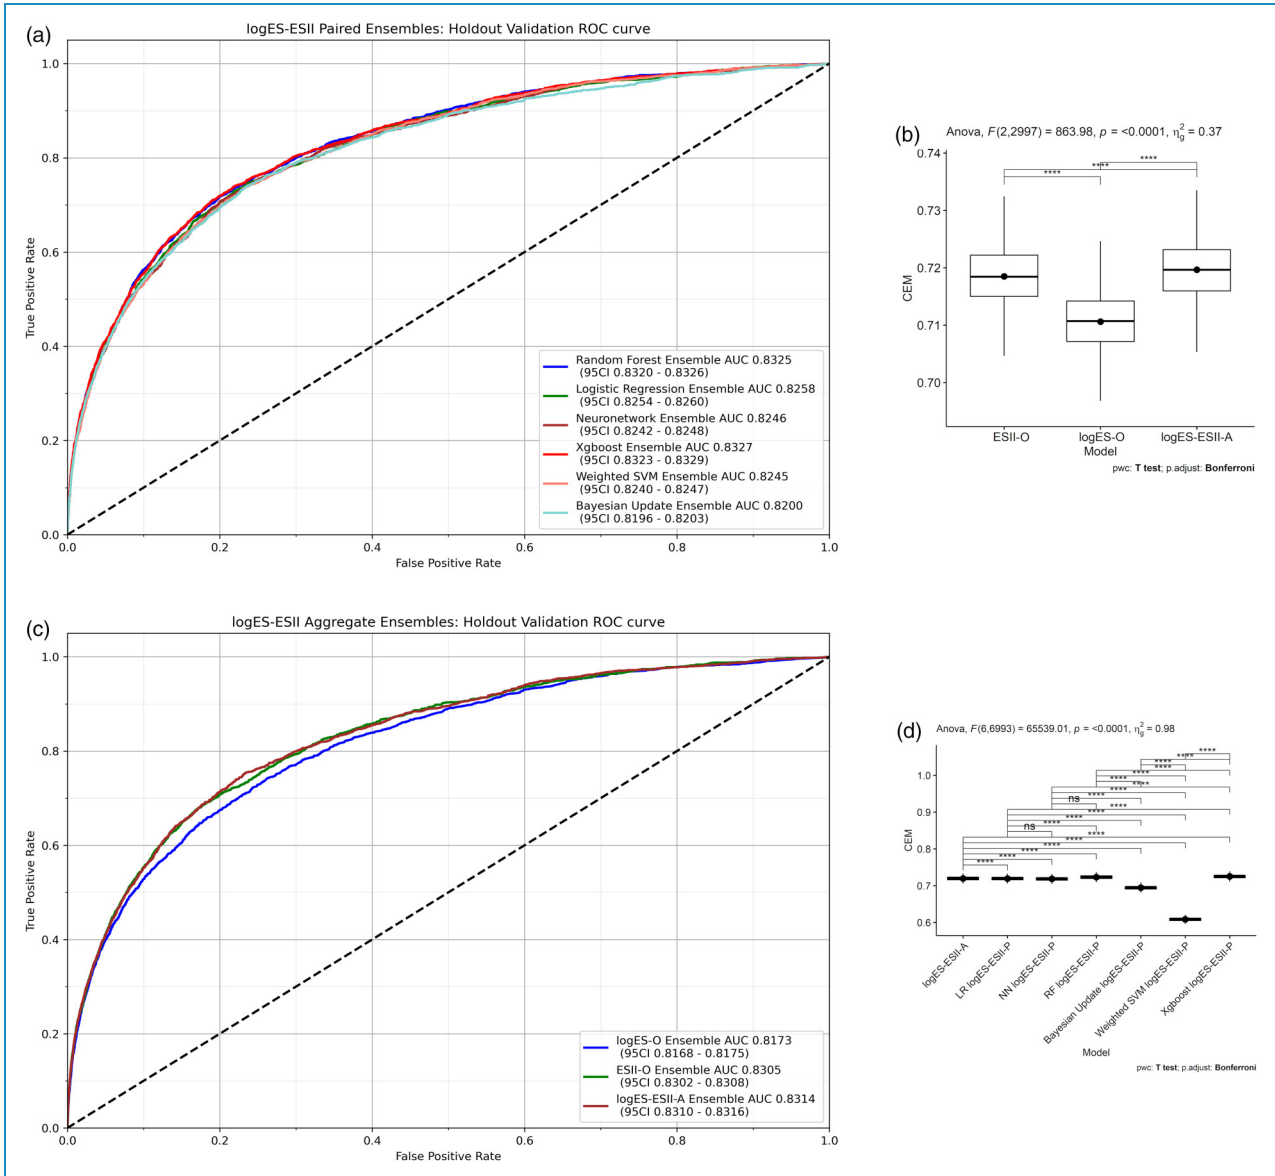 (a)
logES-ESII Paired Ensembles: Holdout Validation ROC curve
1.0
0.8
0.6
0.4
0.2
0.0
True Positive Rate
0.0 0.2 0.4 0.6 0.8 1.0
False Positive Rate
Random Forest Ensemble AUC 0.8325
(95CI 0.8320 - 0.8326)
Logistic Regression Ensemble AUC 0.8258
(95CI 0.8254 - 0.8260)
Neuronetwork Ensemble AUC 0.8246
(95CI 0.8242 - 0.8248)
Xgboost Ensemble AUC 0.8327
(95CI 0.8323 - 0.8329)
Weighted SVM Ensemble AUC 0.8245
(95CI 0.8240 - 0.8247)
Bayesian Update Ensemble AUC 0.8200
(95CI 0.8196 - 0.8203)
(b)
Anova, F(2,2997) = 863.98, p = <0.0001, η²g = 0.37
0.74
0.73
0.72
0.71
0.70
CEM
****
****
****
ESII-O logES-O logES-ESII-A
Model
pwc: T test; p.adjust: Bonferroni
(c)
logES-ESII Aggregate Ensembles: Holdout Validation ROC curve
1.0
0.8
0.6
0.4
0.2
0.0
True Positive Rate
0.0 0.2 0.4 0.6 0.8 1.0
False Positive Rate
logES-O Ensemble AUC 0.8173
(95CI 0.8168 - 0.8175)
ESII-O Ensemble AUC 0.8305
(95CI 0.8302 - 0.8308)
logES-ESII-A Ensemble AUC 0.8314
(95CI 0.8310 - 0.8316)
(d)
Anova, F(6,6993) = 65539.01, p = <0.0001, η²g = 0.98
1.0
0.9
0.8
0.7
0.6
CEM
****
****
****
****
****
****
****
****
ns
****
****
****
****
ns
****
****
****
****
****
logES-ESII-A
LR logES-ESII-P
NN logES-ESII-P
RF logES-ESII-P
Bayesian Update logES-ESII-P
Weighted SVM logES-ESII-P
Xgboost logES-ESII-P
Model
pwc: T test; p.adjust: Bonferroni